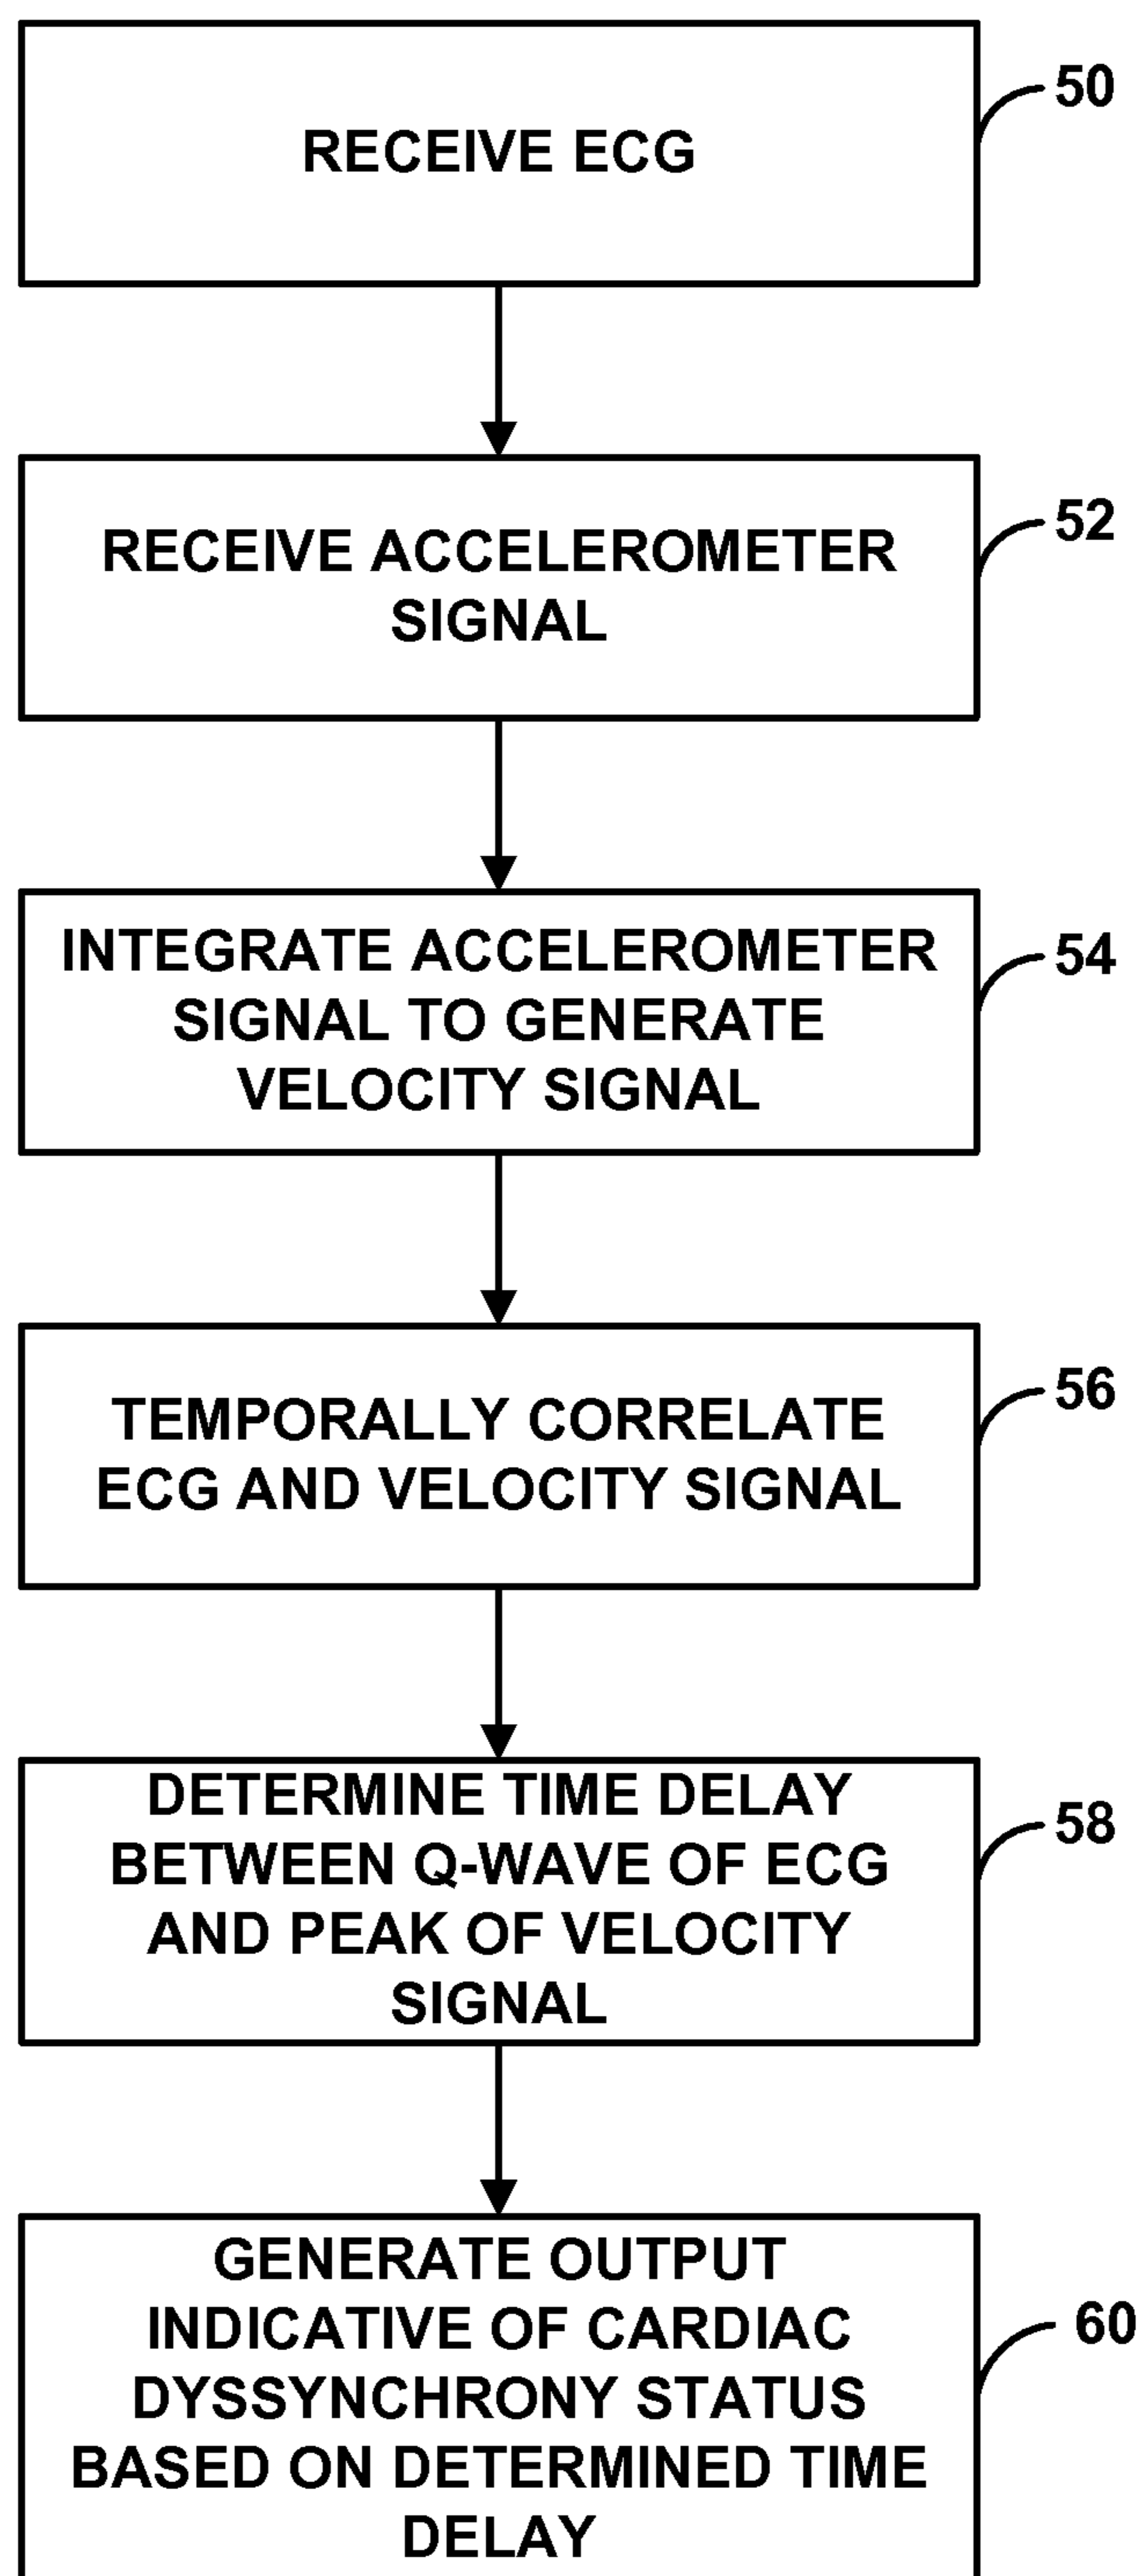 50
RECEIVE ECG
52
RECEIVE ACCELEROMETER
SIGNAL
54
INTEGRATE ACCELEROMETER
SIGNAL TO GENERATE
VELOCITY SIGNAL
56
TEMPORALLY CORRELATE
ECG AND VELOCITY SIGNAL
58
DETERMINE TIME DELAY
BETWEEN Q-WAVE OF ECG
AND PEAK OF VELOCITY
SIGNAL
60
GENERATE OUTPUT
INDICATIVE OF CARDIAC
DYSSYNCHRONY STATUS
BASED ON DETERMINED TIME
DELAY